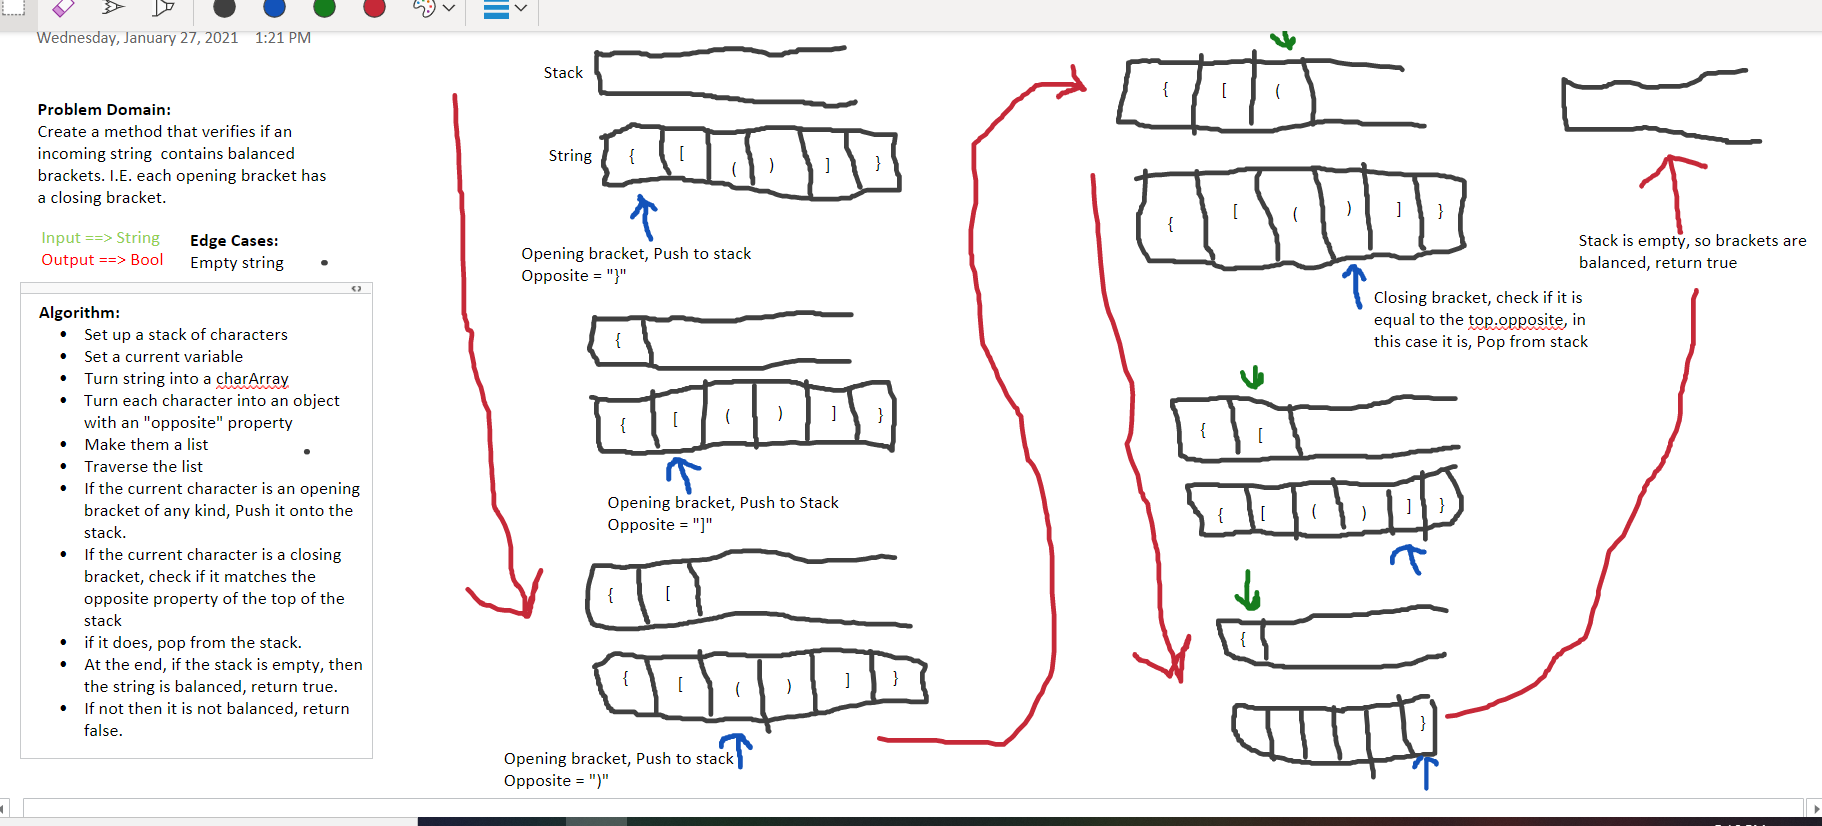 Wednesday, January 27, 2021 1:21 PM
Problem Domain:
Create a method that verifies if an
incoming string contains balanced
brackets. I.E. each opening bracket has
a closing bracket.
Input ==> String
Output ==> Bool
Edge Cases:
Empty string
Algorithm:
• Set up a stack of characters
• Set a current variable
• Turn string into a charArray
• Turn each character into an object
with an "opposite" property
• Make them a list
• Traverse the list
• If the current character is an opening
bracket of any kind, Push it onto the
stack.
• If the current character is a closing
bracket, check if it matches the
opposite property of the top of the
stack
• if it does, pop from the stack.
• At the end, if the stack is empty, then
the string is balanced, return true.
• If not then it is not balanced, return
false.
Stack
String { [ ( ) ] }
Opening bracket, Push to stack
Opposite = "}"
{
{ [ ( ) ] }
Opening bracket, Push to Stack
Opposite = "]"
{ [
{ [ ( ) ] }
Opening bracket, Push to stack
Opposite = ")"
{ [ (
{ [ ( ) ] }
Closing bracket, check if it is
equal to the top.opposite, in
this case it is, Pop from stack
{ [
{ [ ( ) ] }
{
}
Stack is empty, so brackets are
balanced, return true